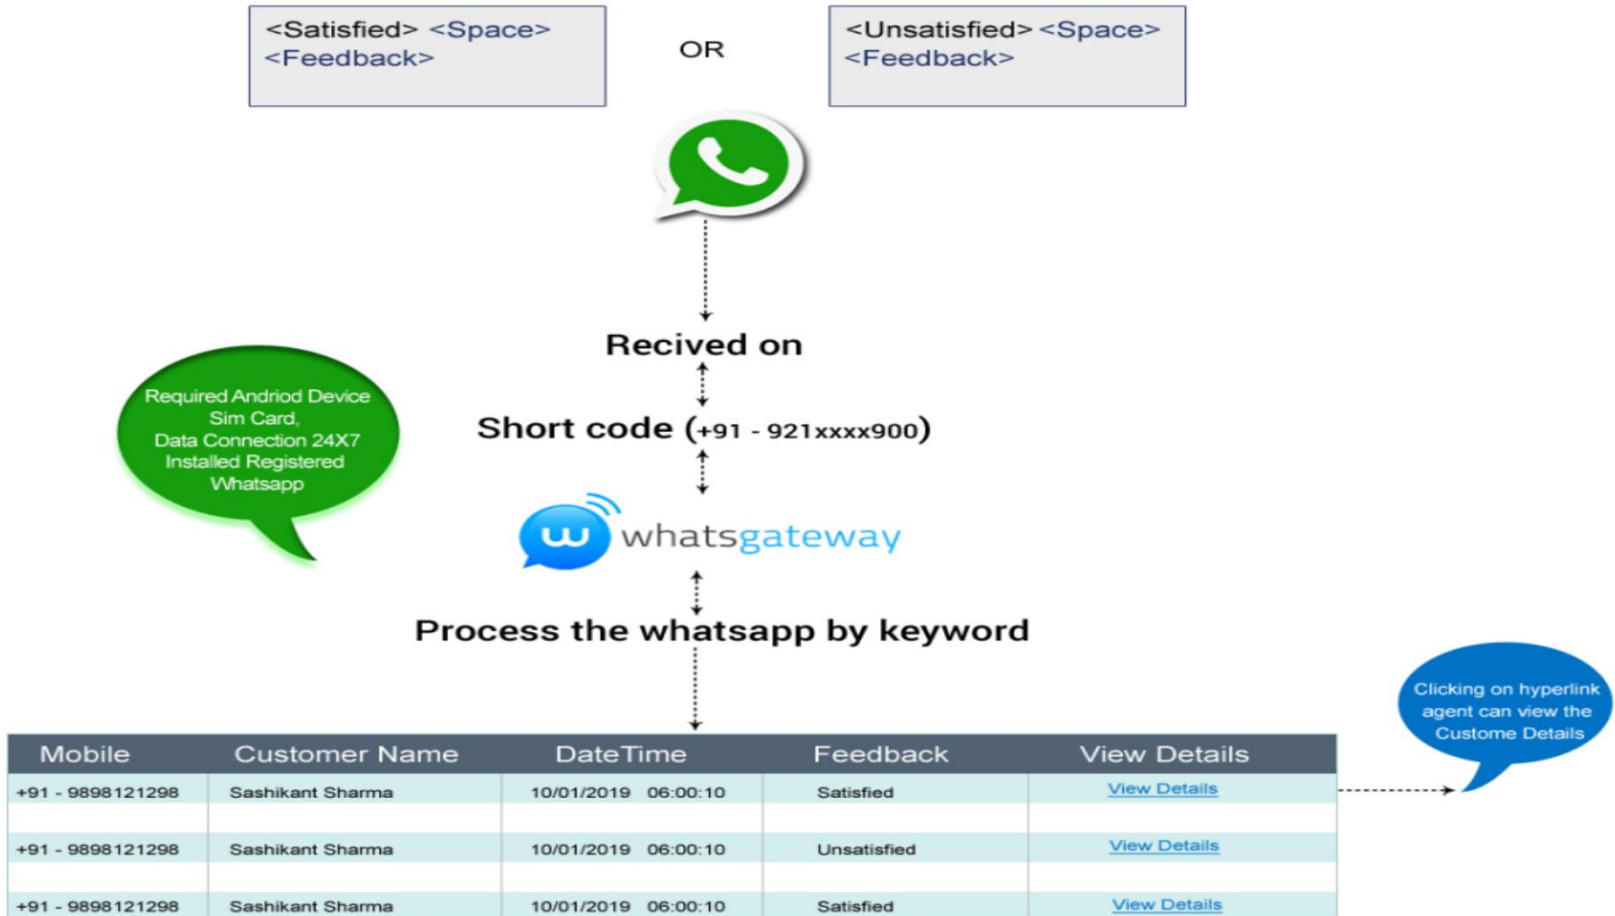 <Satisfied> <Space>
<Feedback>
OR
<Unsatisfied> <Space>
<Feedback>
Recived on
Short code (+91 - 921xxxx900)
Required Andriod Device
Sim Card,
Data Connection 24X7
Installed Registered
Whatsapp
w whatsgateway
Process the whatsapp by keyword
Clicking on hyperlink
agent can view the
Custome Details
Mobile Customer Name DateTime Feedback View Details
+91 - 9898121298 Sashikant Sharma 10/01/2019 06:00:10 Satisfied View Details
+91 - 9898121298 Sashikant Sharma 10/01/2019 06:00:10 Unsatisfied View Details
+91 - 9898121298 Sashikant Sharma 10/01/2019 06:00:10 Satisfied View Details